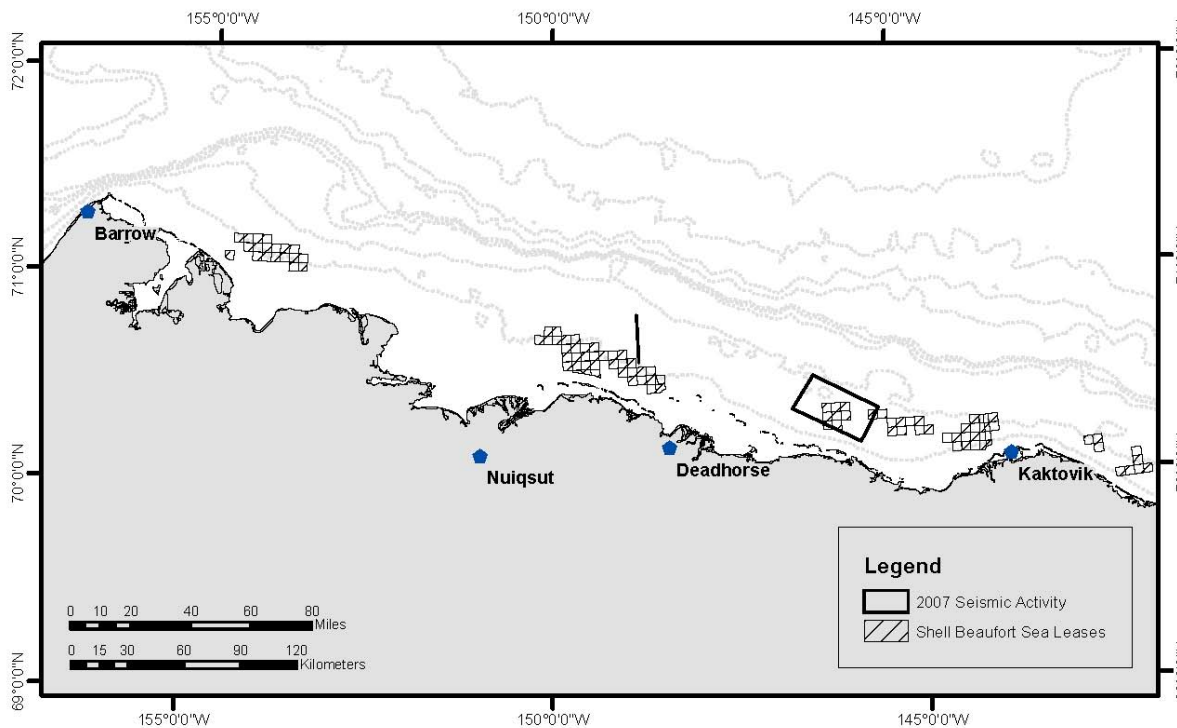 155°0'0"W 150°0'0"W 145°0'0"W
72°0'0"N
71°0'0"N
70°0'0"N
69°0'0"N
Barrow
Nuiqsut
Deadhorse
Kaktovik
Legend
2007 Seismic Activity
Shell Beaufort Sea Leases
0 10 20 40 60 80
Miles
0 15 30 60 90 120
Kilometers
155°0'0"W 150°0'0"W 145°0'0"W